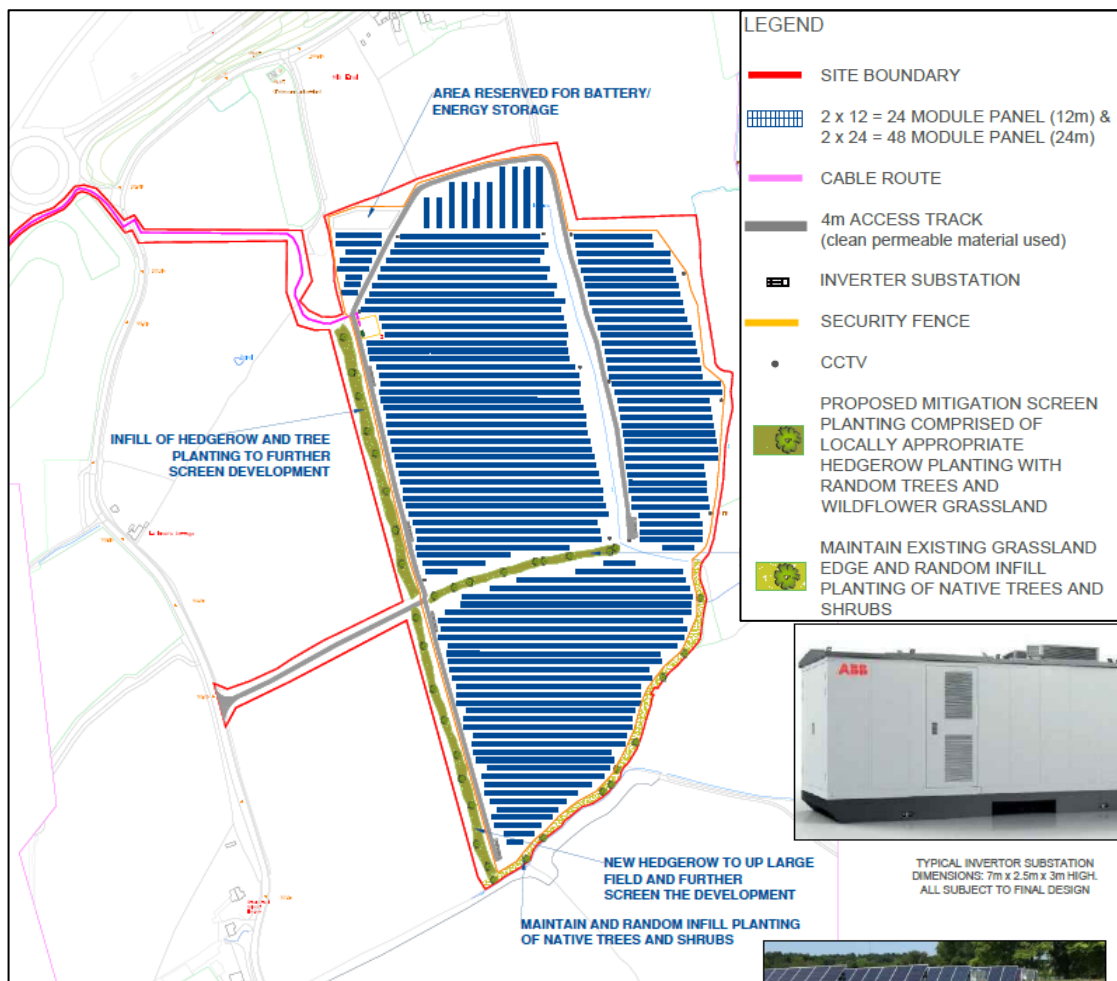 LEGEND
SITE BOUNDARY
2 x 12 = 24 MODULE PANEL (12m) &
2 x 24 = 48 MODULE PANEL (24m)
CABLE ROUTE
4m ACCESS TRACK
(clean permeable material used)
INVERTER SUBSTATION
SECURITY FENCE
CCTV
PROPOSED MITIGATION SCREEN
PLANTING COMPRISED OF
LOCALLY APPROPRIATE
HEDGEROW PLANTING WITH
RANDOM TREES AND
WILDFLOWER GRASSLAND
MAINTAIN EXISTING GRASSLAND
EDGE AND RANDOM INFILL
PLANTING OF NATIVE TREES AND
SHRUBS
AREA RESERVED FOR BATTERY/
ENERGY STORAGE
INFILL OF HEDGEROW AND TREE
PLANTING TO FURTHER
SCREEN DEVELOPMENT
NEW HEDGEROW TO UP LARGE
FIELD AND FURTHER
SCREEN THE DEVELOPMENT
MAINTAIN AND RANDOM INFILL PLANTING
OF NATIVE TREES AND SHRUBS
ABB
TYPICAL INVERTOR SUBSTATION
DIMENSIONS: 7m x 2.5m x 3m HIGH.
ALL SUBJECT TO FINAL DESIGN